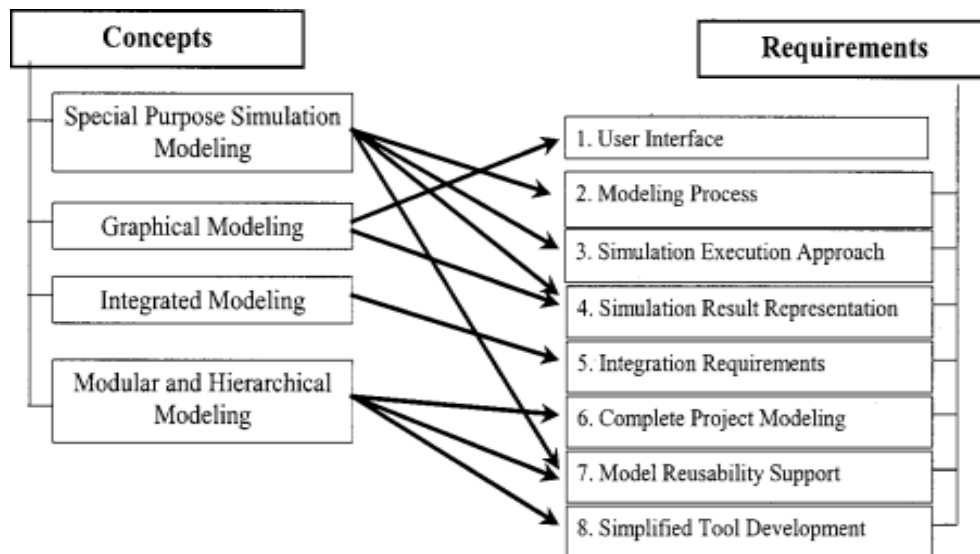 Concepts
Requirements
Special Purpose Simulation
Modeling
Graphical Modeling
Integrated Modeling
Modular and Hierarchical
Modeling
1. User Interface
2. Modeling Process
3. Simulation Execution Approach
4. Simulation Result Representation
5. Integration Requirements
6. Complete Project Modeling
7. Model Reusability Support
8. Simplified Tool Development